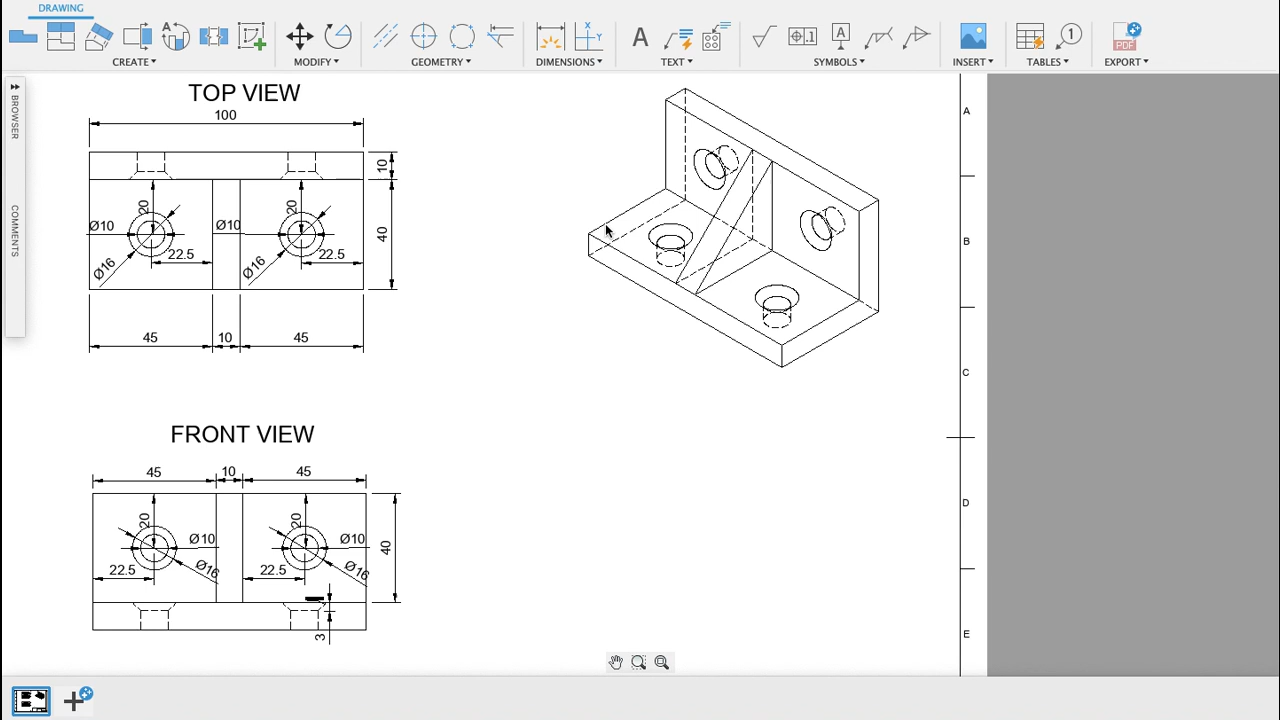 DRAWING
CREATE▾ MODIFY▾ GEOMETRY▾ DIMENSIONS▾ TEXT▾ SYMBOLS▾ INSERT▾ TABLES▾ EXPORT▾
BROWSER
COMMENTS
TOP VIEW
100
10
20 20
Ø10 Ø10
40
22.5 22.5
Ø16 Ø16
45 10 45
FRONT VIEW
45 10 45
20 20
Ø10 Ø10
40
22.5 Ø16 22.5 Ø16
3
A
B
C
D
E